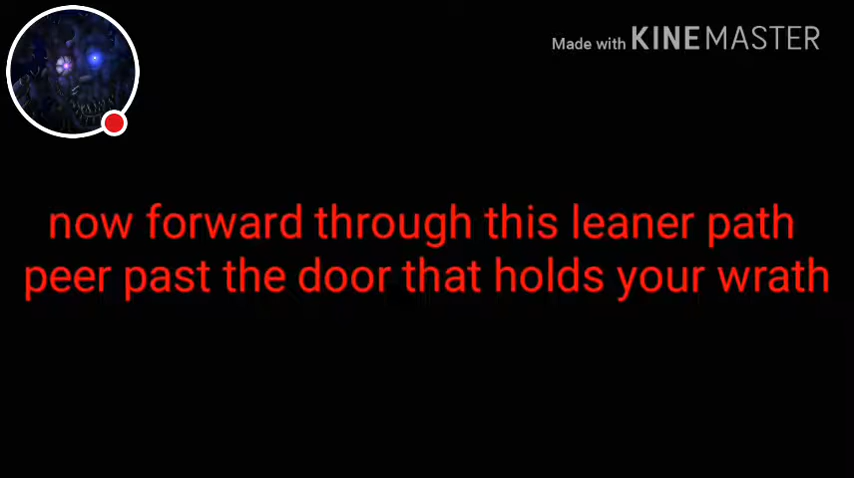 Made with KINEMASTER
now forward through this leaner path
peer past the door that holds your wrath